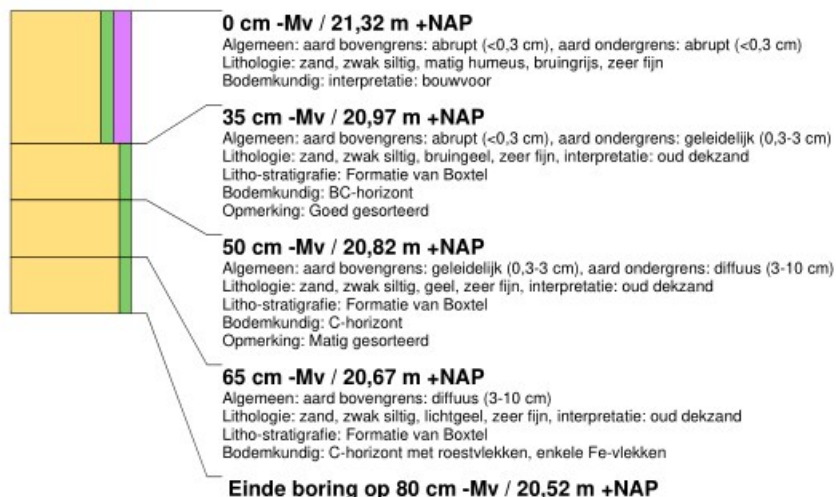 0 cm -Mv / 21,32 m +NAP
Algemeen: aard bovengrens: abrupt (<0,3 cm), aard ondergrens: abrupt (<0,3 cm)
Lithologie: zand, zwak siltig, matig humeus, bruingrijs, zeer fijn
Bodemkundig: interpretatie: bouwvoor
35 cm -Mv / 20,97 m +NAP
Algemeen: aard bovengrens: abrupt (<0,3 cm), aard ondergrens: geleidelijk (0,3-3 cm)
Lithologie: zand, zwak siltig, bruingeel, zeer fijn, interpretatie: oud dekzand
Litho-stratigrafie: Formatie van Boxtel
Bodemkundig: BC-horizont
Opmerking: Goed gesorteerd
50 cm -Mv / 20,82 m +NAP
Algemeen: aard bovengrens: geleidelijk (0,3-3 cm), aard ondergrens: diffuus (3-10 cm)
Lithologie: zand, zwak siltig, geel, zeer fijn, interpretatie: oud dekzand
Litho-stratigrafie: Formatie van Boxtel
Bodemkundig: C-horizont
Opmerking: Matig gesorteerd
65 cm -Mv / 20,67 m +NAP
Algemeen: aard bovengrens: diffuus (3-10 cm)
Lithologie: zand, zwak siltig, lichtgeel, zeer fijn, interpretatie: oud dekzand
Litho-stratigrafie: Formatie van Boxtel
Bodemkundig: C-horizont met roestvlekken, enkele Fe-vlekken
Einde boring op 80 cm -Mv / 20,52 m +NAP